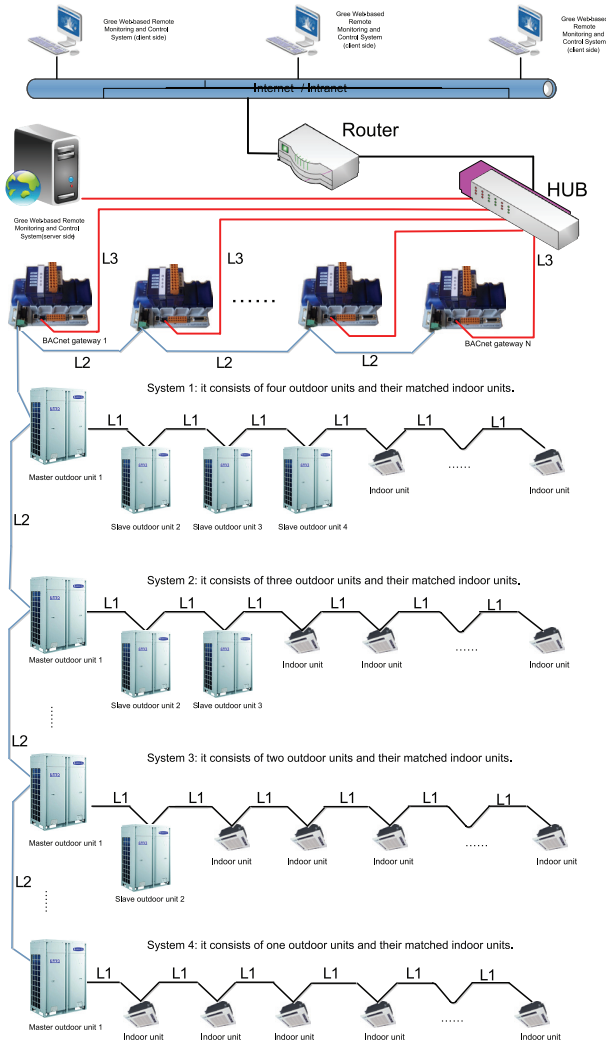 Gree Web-based Remote
Monitoring and Control
System (client side)
Gree Web-based
Remote
Monitoring and
Control System
(client side)
Gree Web-based
Remote
Monitoring and
Control System
(client side)
Internet / Intranet
Router
HUB
Gree Web-based Remote
Monitoring and Control
System(server side)
L3
L3
L3
......
BACnet gateway 1
BACnet gateway N
L2
L2
L2
System 1: it consists of four outdoor units and their matched indoor units.
L1
L1
L1
L1
L1
L1
Master outdoor unit 1
Slave outdoor unit 2
Slave outdoor unit 3
Slave outdoor unit 4
Indoor unit
......
Indoor unit
L2
System 2: it consists of three outdoor units and their matched indoor units.
L1
L1
L1
L1
L1
L1
Master outdoor unit 1
Slave outdoor unit 2
Slave outdoor unit 3
Indoor unit
Indoor unit
......
Indoor unit
......
L2
System 3: it consists of two outdoor units and their matched indoor units.
L1
L1
L1
L1
L1
L1
Master outdoor unit 1
Slave outdoor unit 2
Indoor unit
Indoor unit
Indoor unit
......
Indoor unit
L2
......
System 4: it consists of one outdoor units and their matched indoor units.
L1
L1
L1
L1
L1
L1
Master outdoor unit 1
Indoor unit
Indoor unit
Indoor unit
Indoor unit
......
Indoor unit